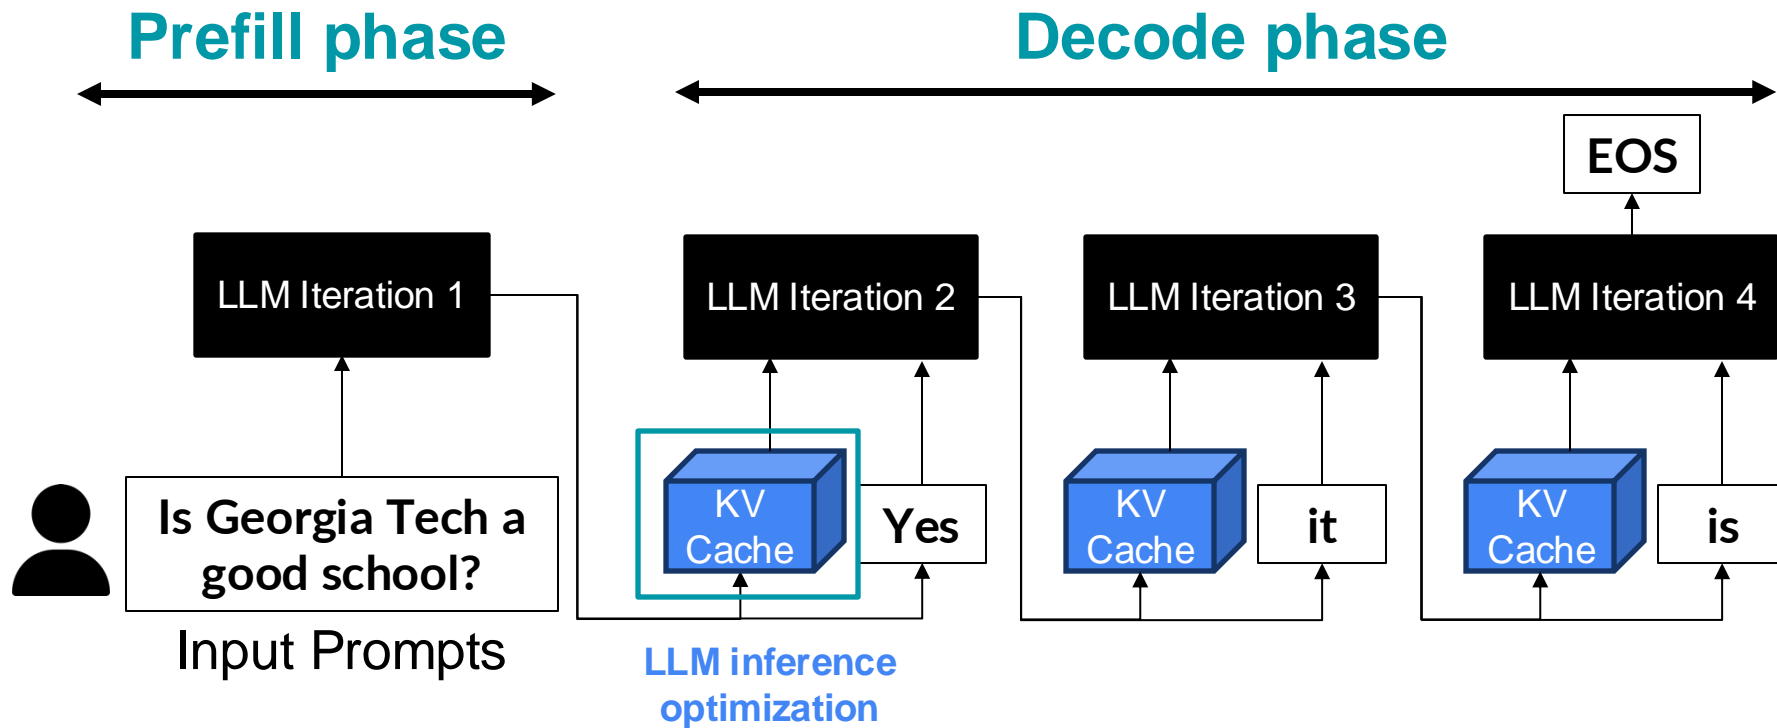 Prefill phase
Decode phase
EOS
LLM Iteration 1
LLM Iteration 2
LLM Iteration 3
LLM Iteration 4
Is Georgia Tech a
good school?
KV
Cache
Yes
KV
Cache
it
KV
Cache
is
Input Prompts
LLM inference
optimization